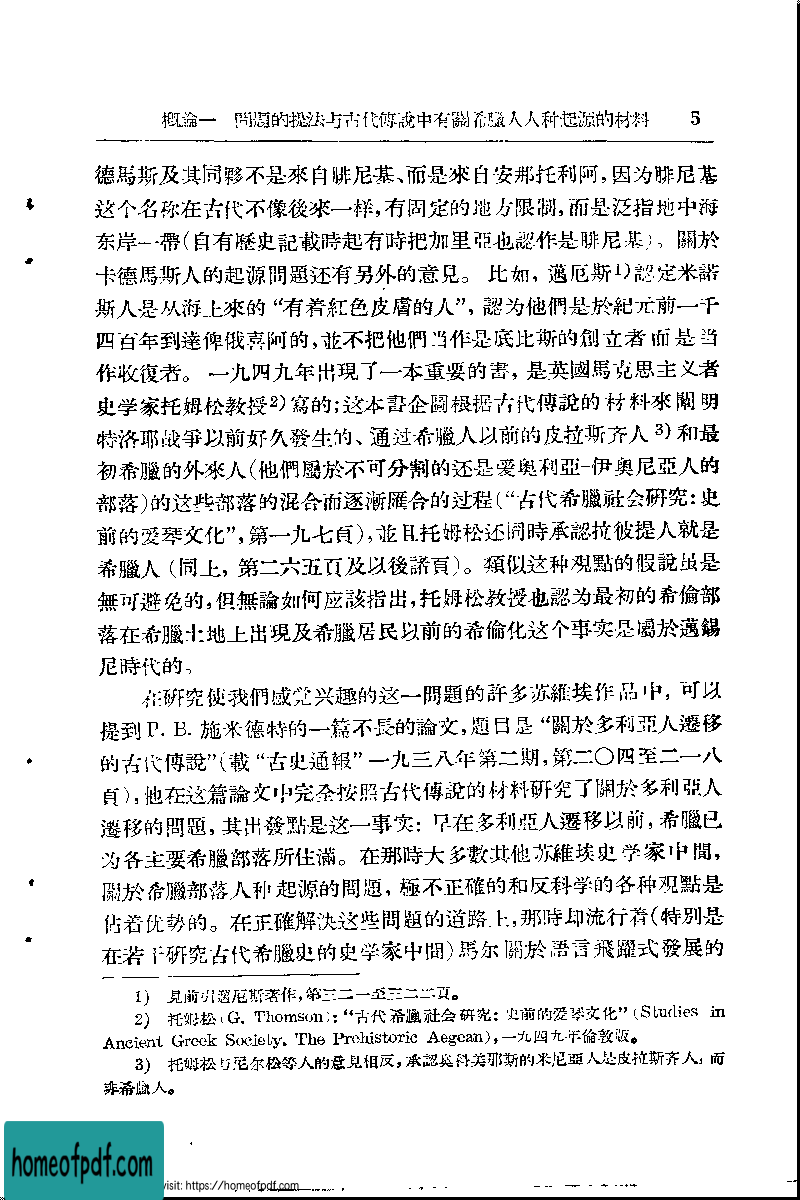 概論一 問題的提法与古代傳說中有關希臘人人种起源的材料 5
德馬斯及其同夥不是來自腓尼基、而是來自安那托利阿,因为腓尼基
这个名称在古代不像後來一样,有固定的地方限制,而是泛指地中海
东岸一帶(自有歷史記載時起有時把加里亞也認作是腓尼基)。關於
卡德馬斯人的起源問題还有另外的意見。比如,邁厄斯1)認定米諾
斯人是从海上來的“有着紅色皮膚的人”,認为他們是於紀元前一千
四百年到達俾俄喜阿的,並不把他們当作是底比斯的創立者而是当
作收復者。一九四九年出現了一本重要的書,是英國馬克思主义者
史学家托姆松教授2)寫的;这本書企圖根据古代傳說的材料來闡明
特洛耶战爭以前好久發生的、通过希臘人以前的皮拉斯齐人3)和最
初希臘的外來人(他們屬於不可分割的还是爱奥利亞-伊奥尼亞人的
部落)的这些部落的混合而逐漸匯合的过程(“古代希臘社会研究:史
前的爱琴文化”,第一九七頁),並且托姆松还同時承認拉彼提人就是
希臘人(同上,第二六五頁及以後諸頁)。類似这种观點的假說虽是
無可避免的,但無論如何应該指出,托姆松教授也認为最初的希倫部
落在希臘土地上出現及希臘居民以前的希倫化这个事实是屬於邁錫
尼時代的。
在研究使我們感觉兴趣的这一問題的許多苏維埃作品中,可以
提到P. B. 施米德特的一篇不長的論文,題目是“關於多利亞人遷移
的古代傳說”(載“古史通報”一九三八年第二期,第二〇四至二一八
頁),他在这篇論文中完全按照古代傳說的材料研究了關於多利亞人
遷移的問題,其出發點是这一事实:早在多利亞人遷移以前,希臘已
为各主要希臘部落所住滿。在那時大多數其他苏維埃史学家中間,
關於希臘部落人种起源的問題,極不正確的和反科学的各种观點是
佔着优势的。在正確解决这些問題的道路上,那時却流行着(特別是
在若干研究古代希臘史的史学家中間)馬尔關於語言飛躍式發展的
1) 見前引邁厄斯著作,第三二一至三二二頁。
2) 托姆松(G. Thomson):“古代希臘社会研究:史前的爱琴文化”(Studies in
Ancient Greek Society. The Prehistoric Aegean),一九四九年倫敦版。
3) 托姆松与尼尔松等人的意見相反,承認與科美那斯的米尼亞人是皮拉斯齐人,而
非希臘人。
homeofpdf.com
visit: https://homeofpdf.com